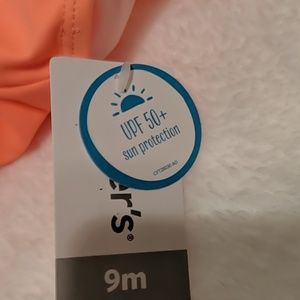 UPF 50+
sun protection
er's®
9m